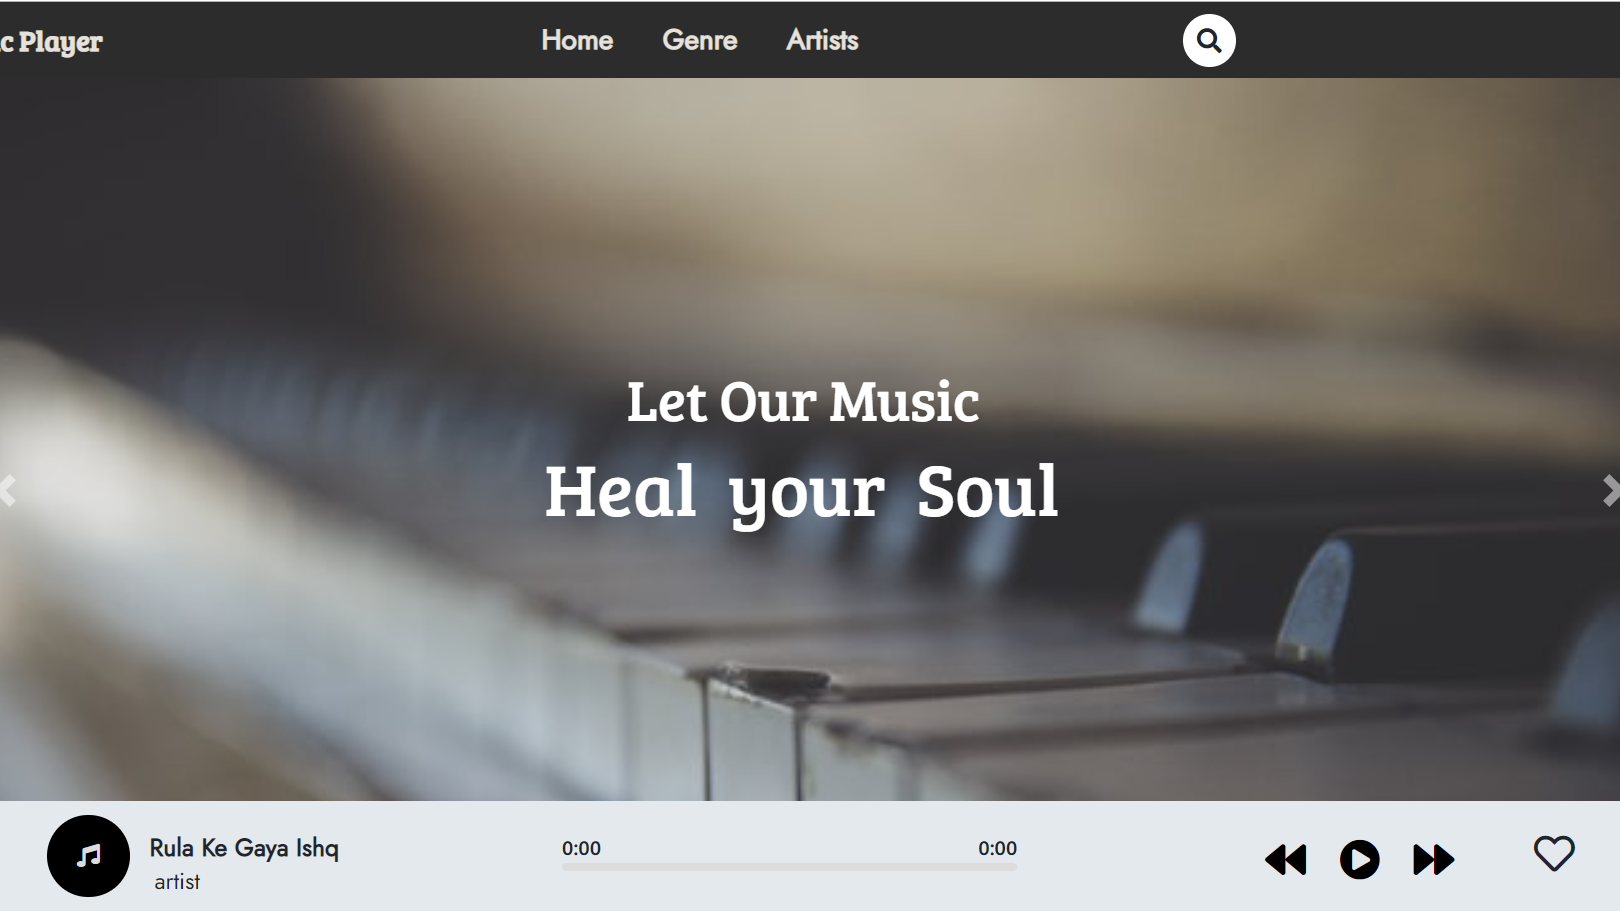 c Player
Home Genre Artists
Let Our Music
Heal your Soul
Rula Ke Gaya Ishq
artist
0:00 0:00